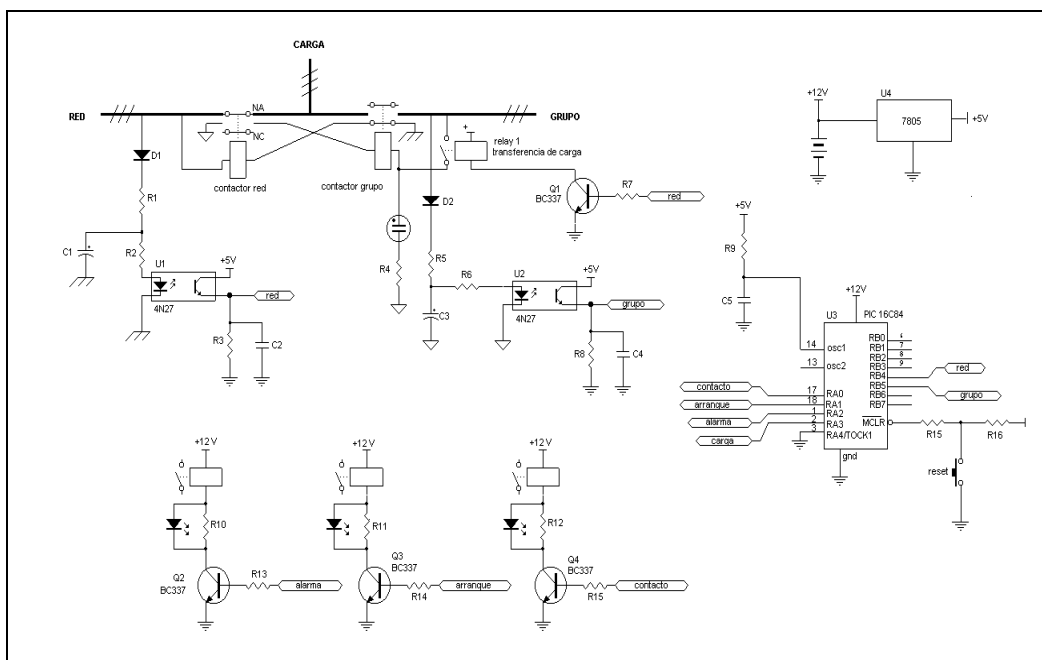 CARGA
RED
NA
NC
GRUPO
D1
contactor red
contactor grupo
+
relay 1
transferencia de carga
Q1
BC337
R7
red
+12V
U4
7805
+5V
R1
C1
R2
U1
4N27
+5V
red
R3
C2
D2
R4
R5
R6
C3
U2
4N27
+5V
grupo
R8
C4
+5V
R9
C5
+12V
U3
PIC 16C84
14
osc1
13
osc2
17
RA0
18
RA1
1
RA2
2
RA3
3
RA4/TOCK1
RB0
6
RB1
7
RB2
8
RB3
9
RB4
RB5
RB6
RB7
MCLR
gnd
contacto
arranque
alarma
carga
red
grupo
R15
R16
reset
+12V
R10
Q2
BC337
R13
alarma
+12V
R11
Q3
BC337
R14
arranque
+12V
R12
Q4
BC337
R15
contacto